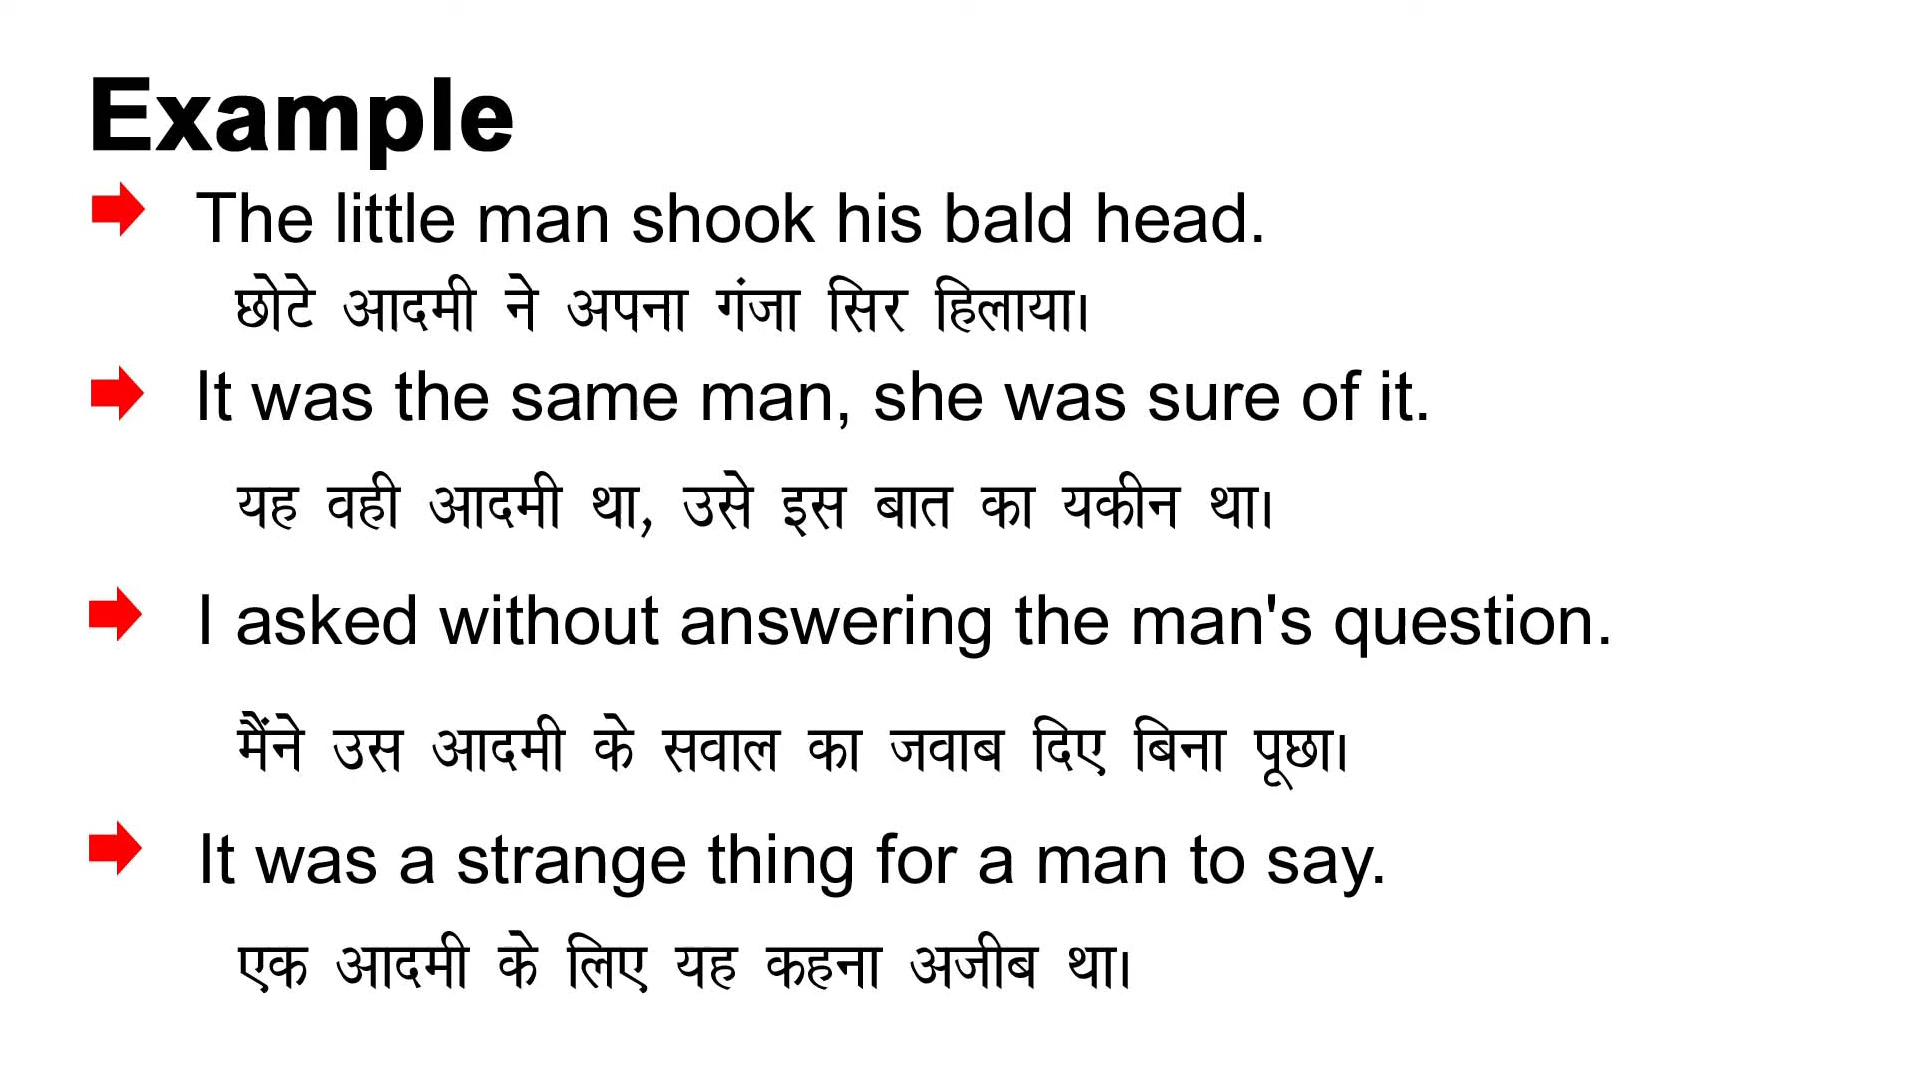 Example
The little man shook his bald head.
छोटे आदमी ने अपना गंजा सिर हिलाया।
It was the same man, she was sure of it.
यह वही आदमी था, उसे इस बात का यकीन था।
I asked without answering the man's question.
मैंने उस आदमी के सवाल का जवाब दिए बिना पूछा।
It was a strange thing for a man to say.
एक आदमी के लिए यह कहना अजीब था।